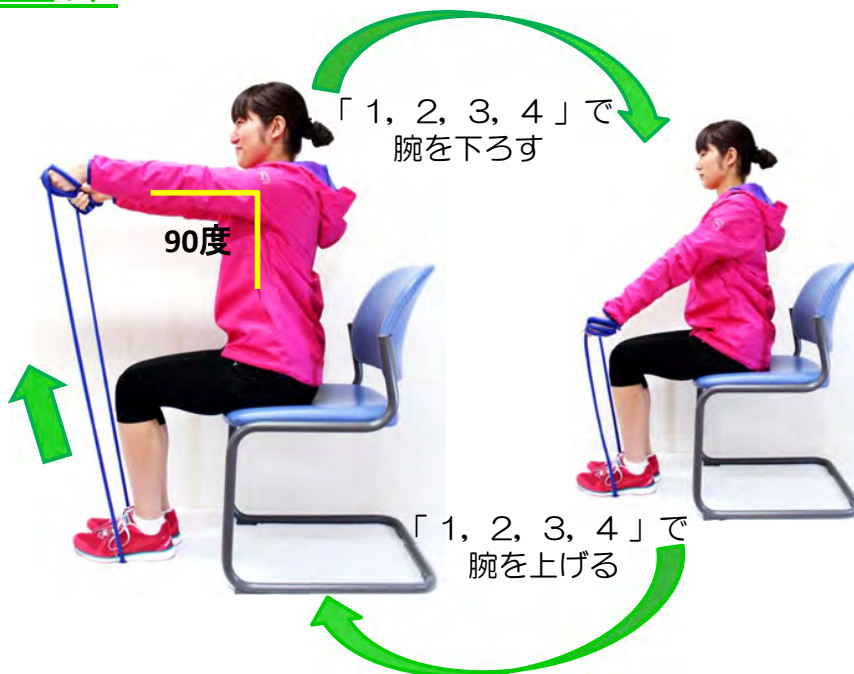 「 1, 2, 3, 4 」で
腕を下ろす
90度
「 1, 2, 3, 4 」で
腕を上げる